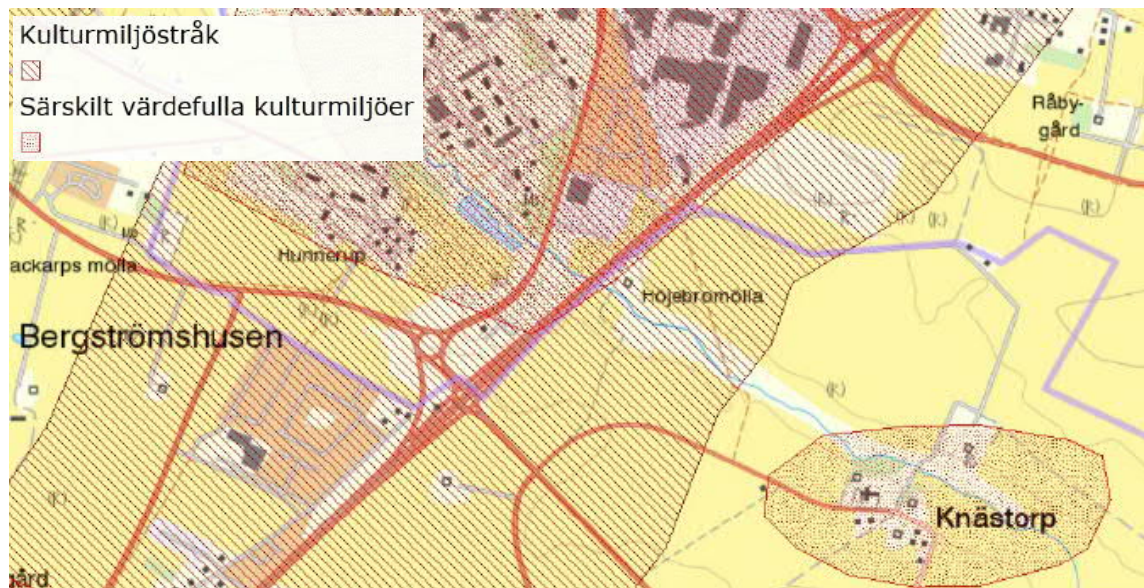 Kulturmiljöstråk
Särskilt värdefulla kulturmiljöer
Råby-
gård
Hunnerup
ackarps mölla
Höjebromölla
Bergströmshusen
Knästorp
gård
(R)
(R)
(R)
(R)
(R)
(R)